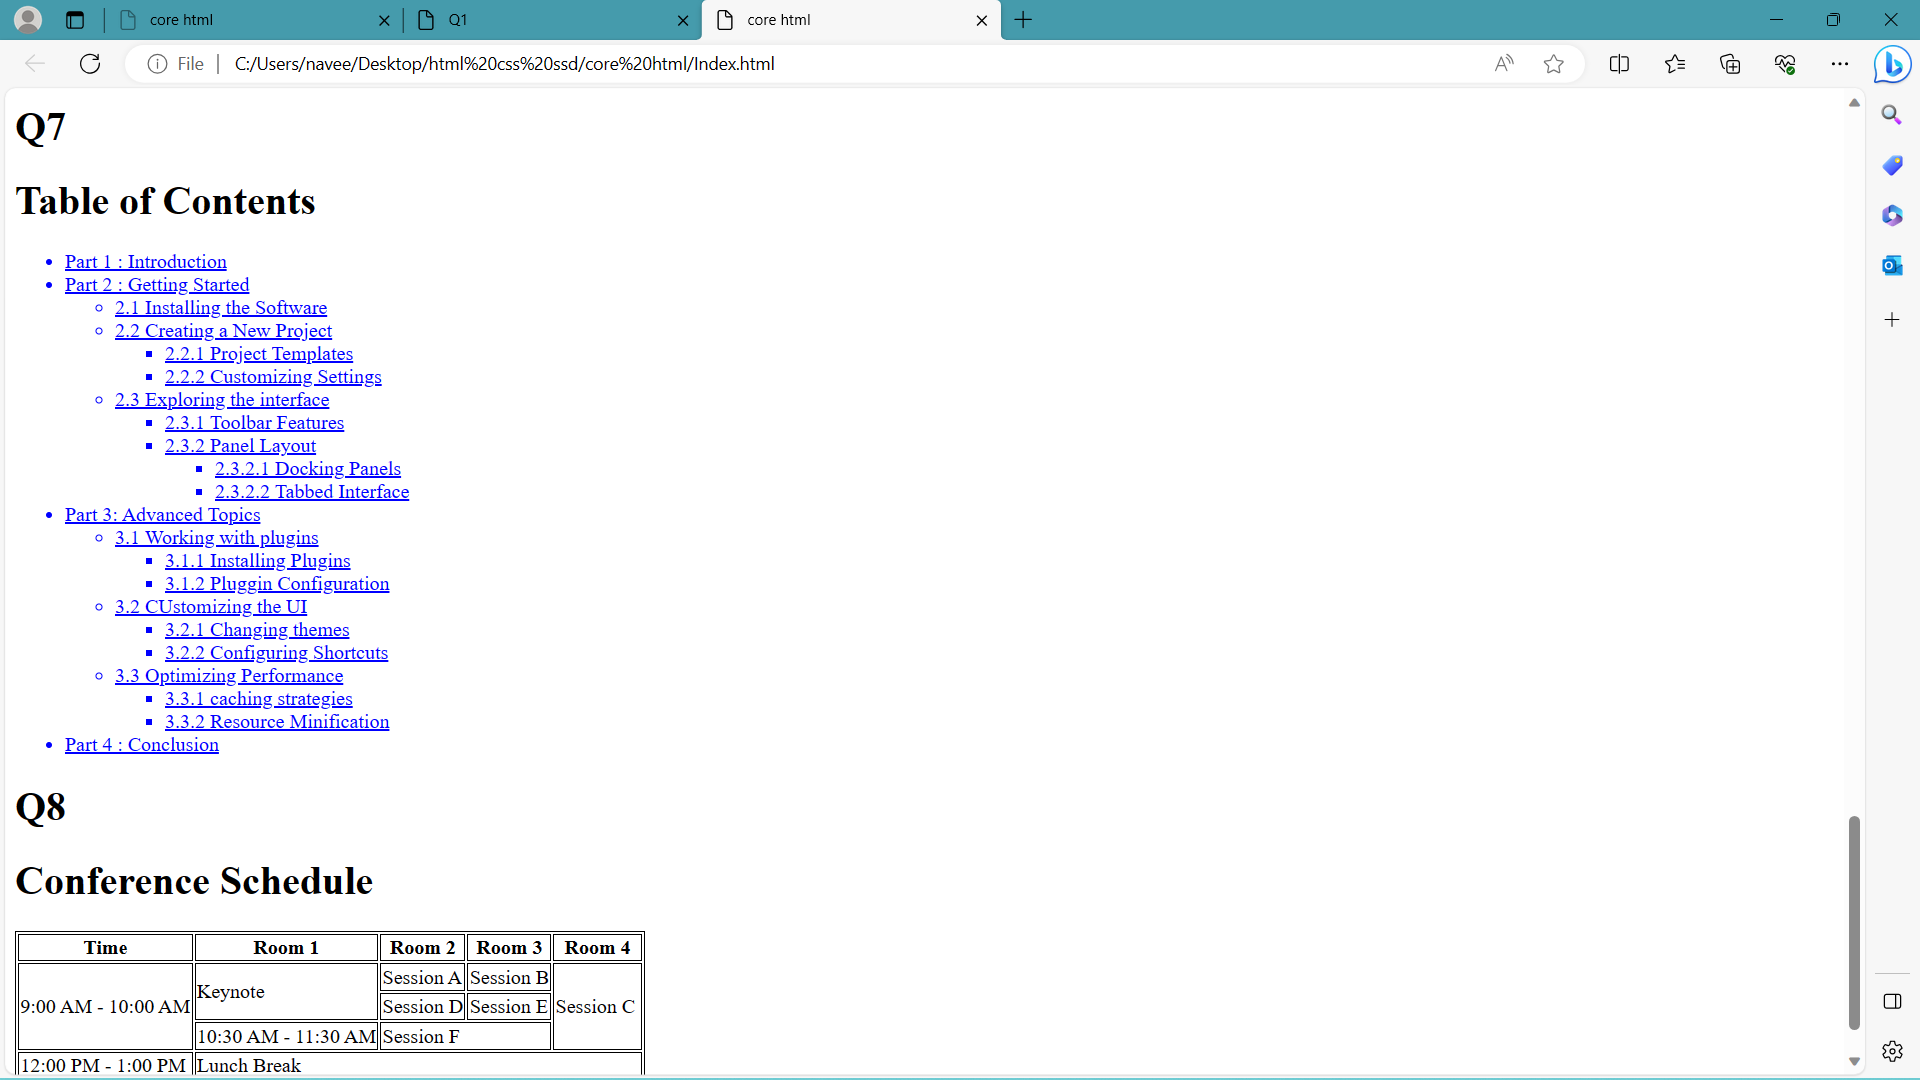 core html
Q1
core html
File
C:/Users/navee/Desktop/html%20css%20ssd/core%20html/Index.html
Q7
Table of Contents
Part 1 : Introduction
Part 2 : Getting Started
2.1 Installing the Software
2.2 Creating a New Project
2.2.1 Project Templates
2.2.2 Customizing Settings
2.3 Exploring the interface
2.3.1 Toolbar Features
2.3.2 Panel Layout
2.3.2.1 Docking Panels
2.3.2.2 Tabbed Interface
Part 3: Advanced Topics
3.1 Working with plugins
3.1.1 Installing Plugins
3.1.2 Pluggin Configuration
3.2 CUstomizing the UI
3.2.1 Changing themes
3.2.2 Configuring Shortcuts
3.3 Optimizing Performance
3.3.1 caching strategies
3.3.2 Resource Minification
Part 4 : Conclusion
Q8
Conference Schedule
Time Room 1 Room 2 Room 3 Room 4
9:00 AM - 10:00 AM Keynote Session A Session B Session C
Session D Session E
10:30 AM - 11:30 AM Session F
12:00 PM - 1:00 PM Lunch Break